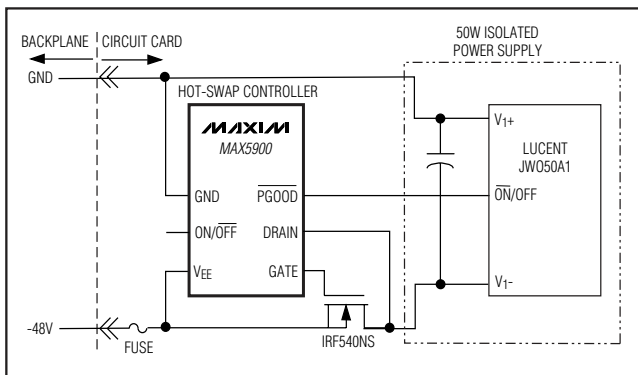 50W ISOLATED
POWER SUPPLY
BACKPLANE
CIRCUIT CARD
GND
HOT-SWAP CONTROLLER
MAXIM
MAX5900
GND
PGOOD
ON/OFF
DRAIN
VEE
GATE
V1+
LUCENT
JWO50A1
ON/OFF
V1-
-48V
FUSE
IRF540NS